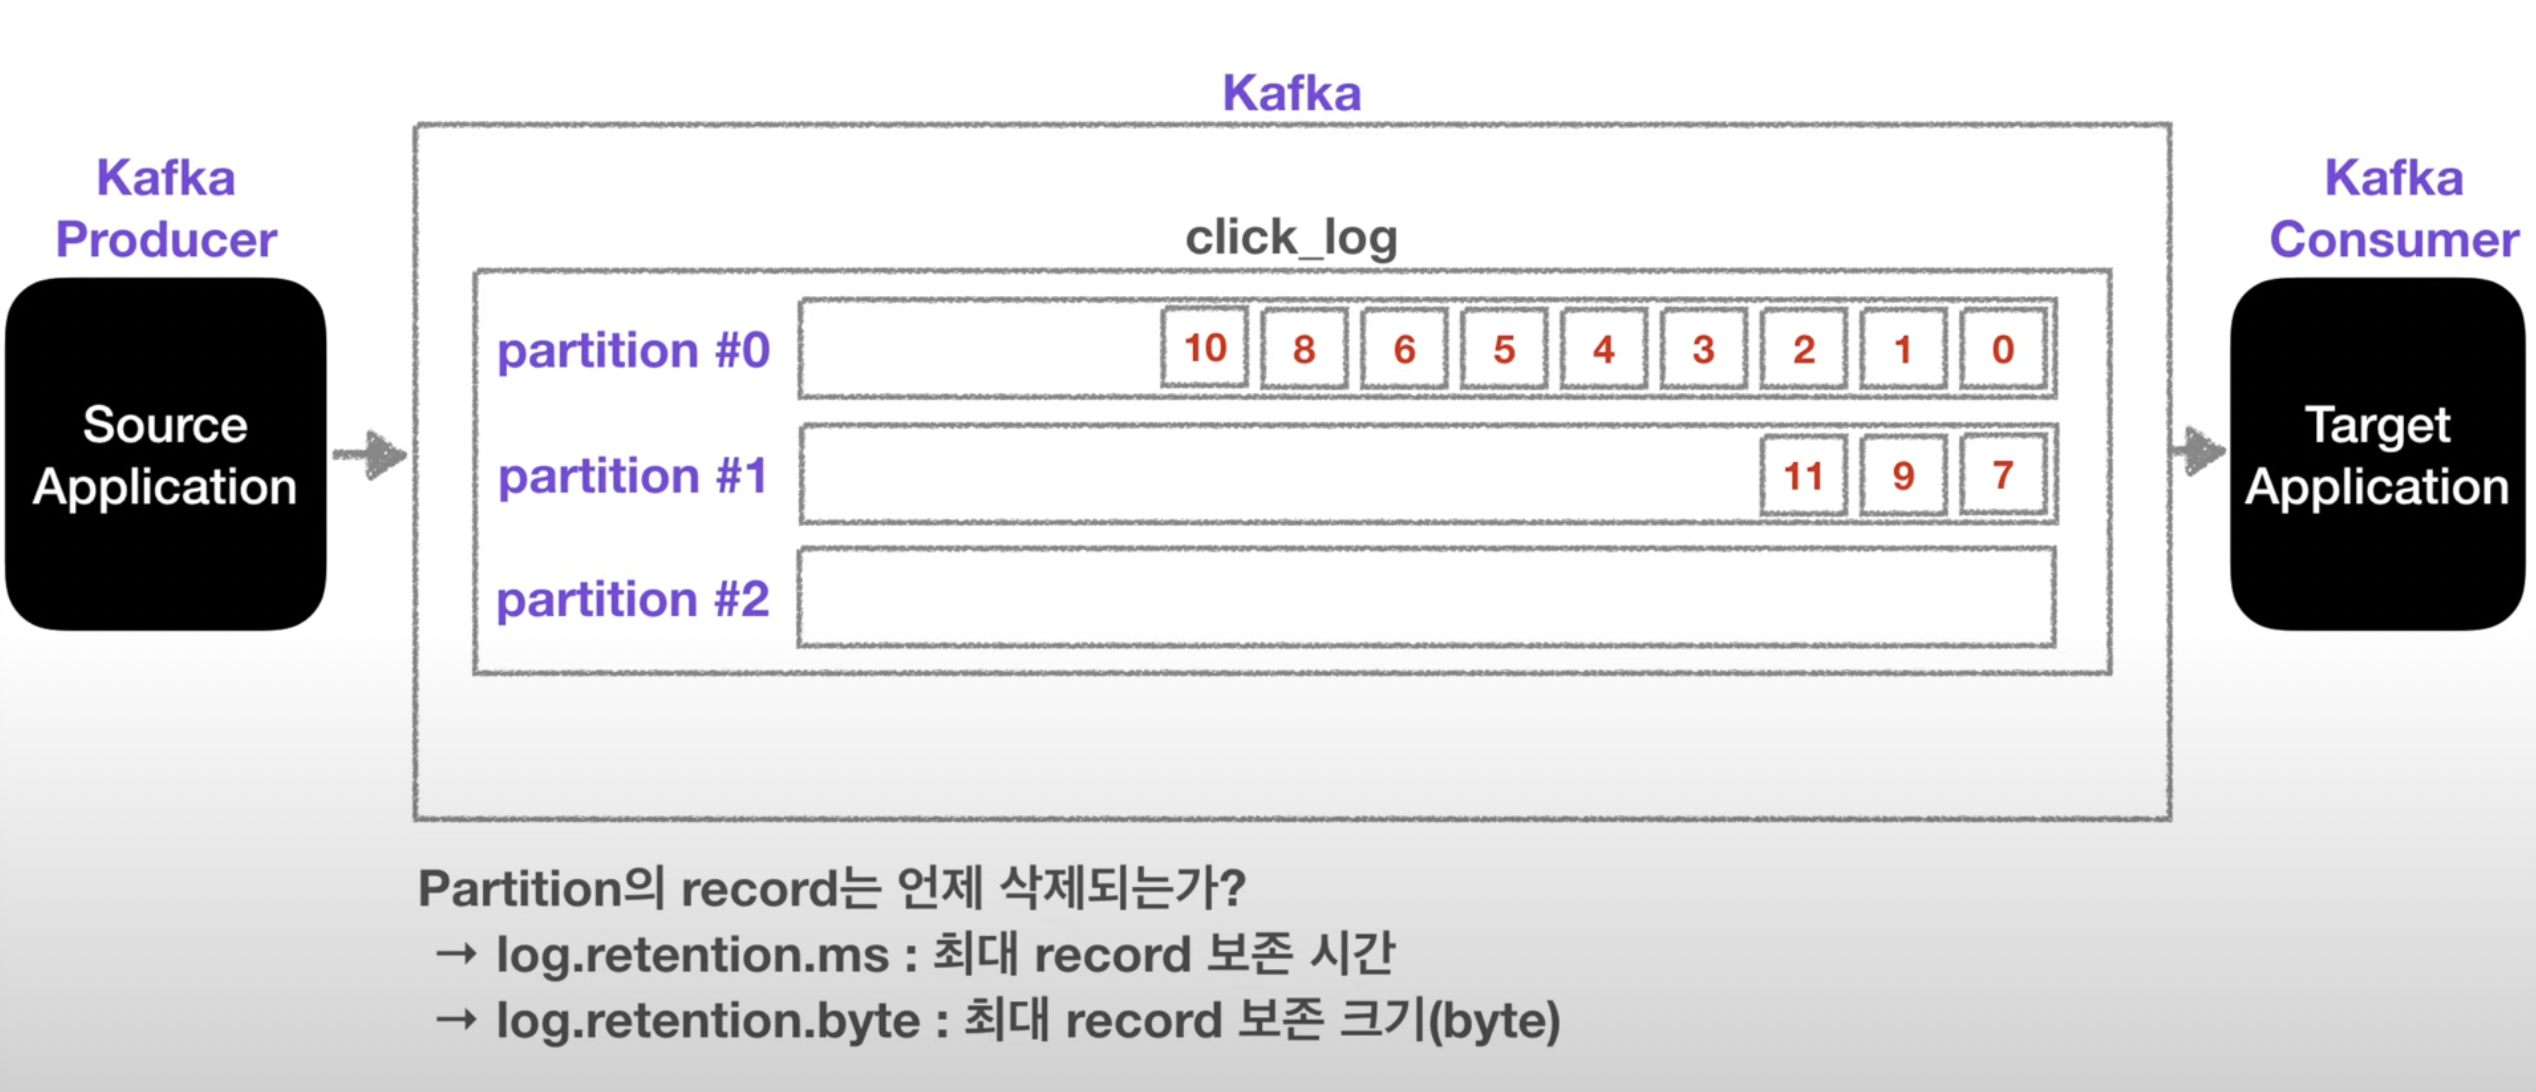 Kafka
Kafka
Producer
Source
Application
click_log
partition #0
10 8 6 5 4 3 2 1 0
partition #1
11 9 7
partition #2
Kafka
Consumer
Target
Application
Partition의 record는 언제 삭제되는가?
→ log.retention.ms : 최대 record 보존 시간
→ log.retention.byte : 최대 record 보존 크기(byte)